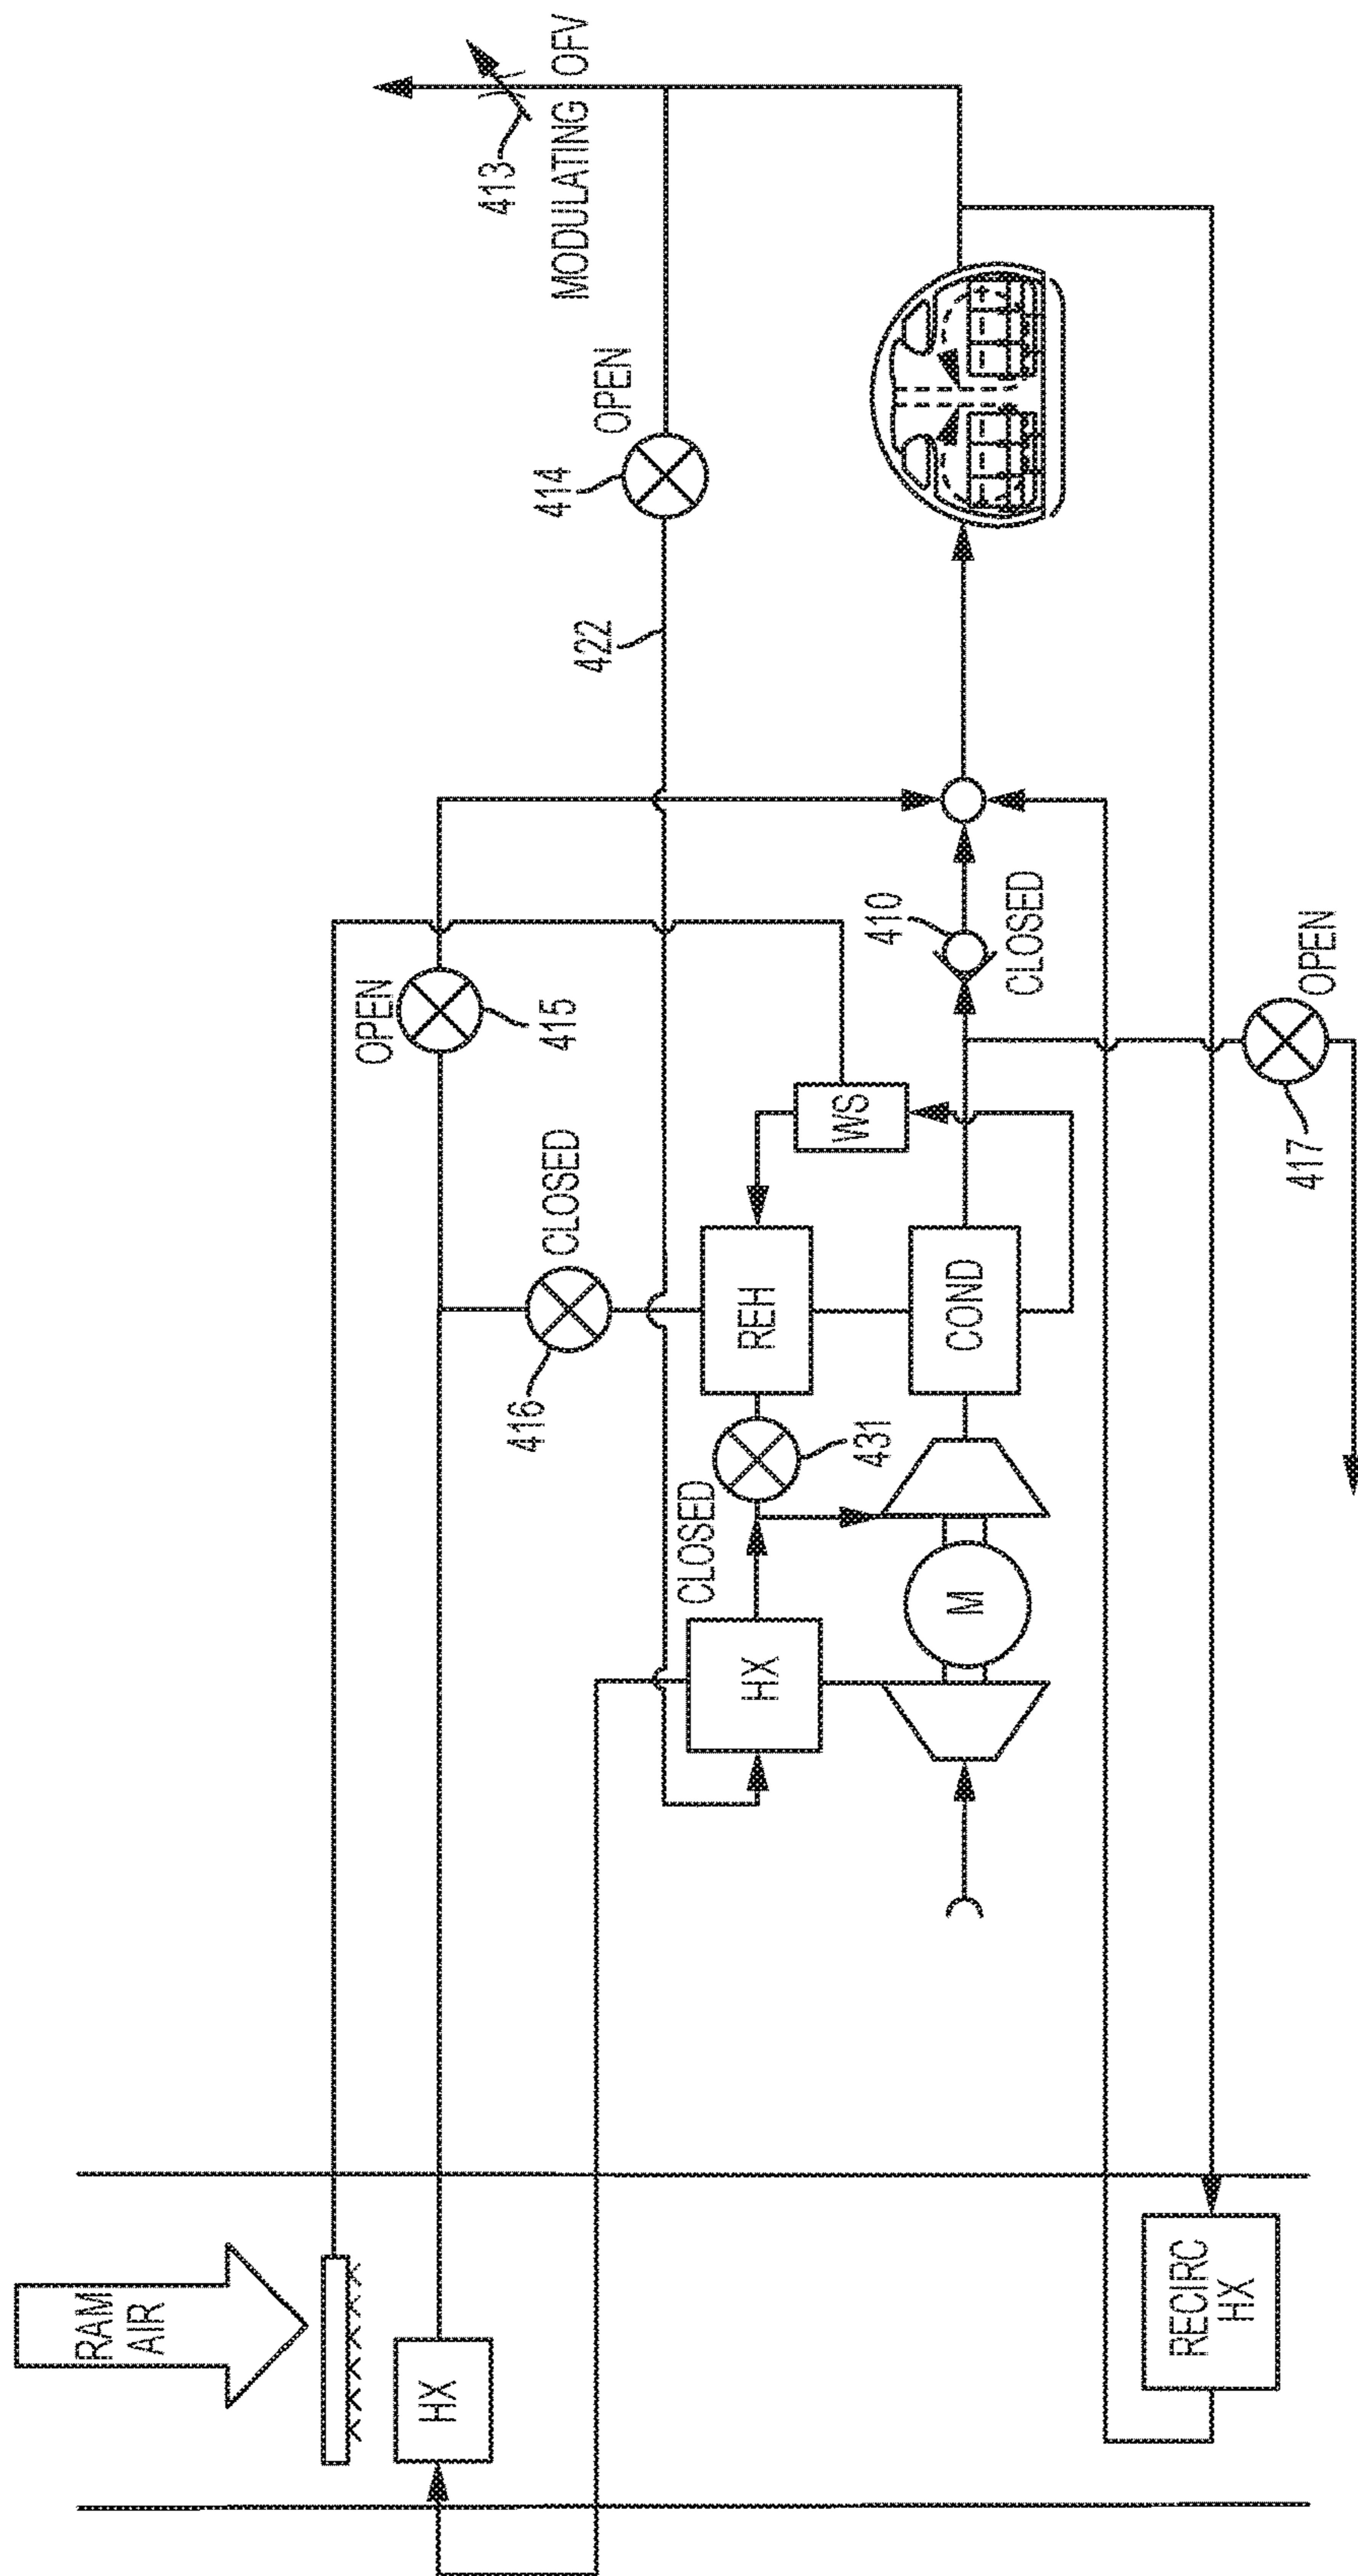 RAM
AIR
HX
RECIRC
HX
HX
M
CLOSED
431
REH
COND
416
CLOSED
WS
OPEN
415
410
CLOSED
417
OPEN
422
414
OPEN
413
MODULATING OFV